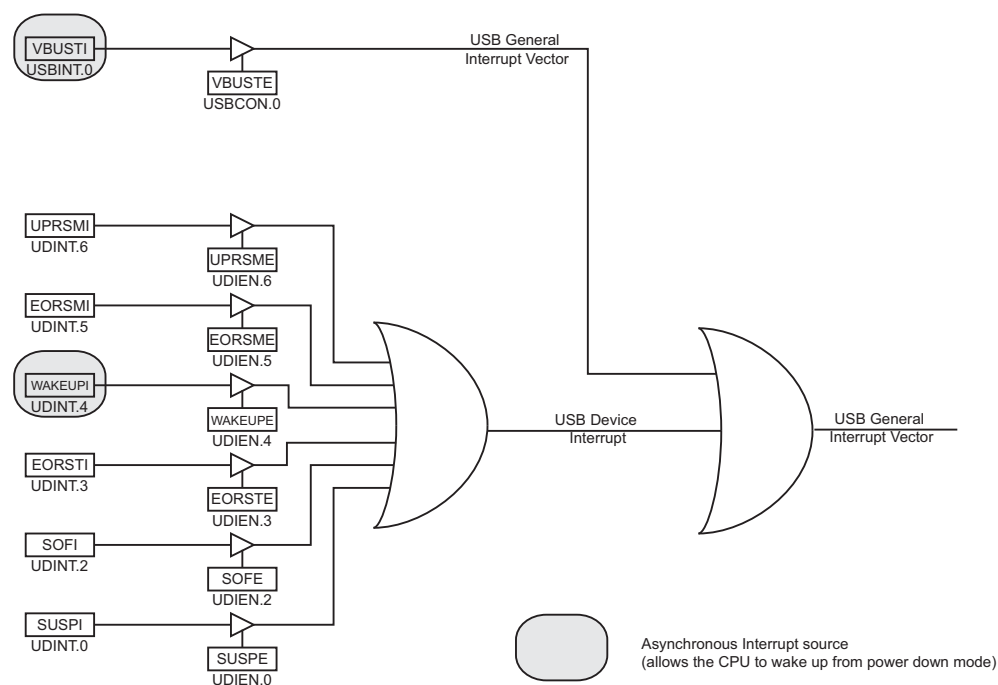 VBUSTI
USBINT.0
VBUSTE
USBCON.0
USB General
Interrupt Vector
UPRSMI
UDINT.6
UPRSME
UDIEN.6
EORSMI
UDINT.5
EORSME
UDIEN.5
WAKEUPI
UDINT.4
WAKEUPE
UDIEN.4
EORSTI
UDINT.3
EORSTE
UDIEN.3
SOFI
UDINT.2
SOFE
UDIEN.2
SUSPI
UDINT.0
SUSPE
UDIEN.0
USB Device
Interrupt
USB General
Interrupt Vector
Asynchronous Interrupt source
(allows the CPU to wake up from power down mode)